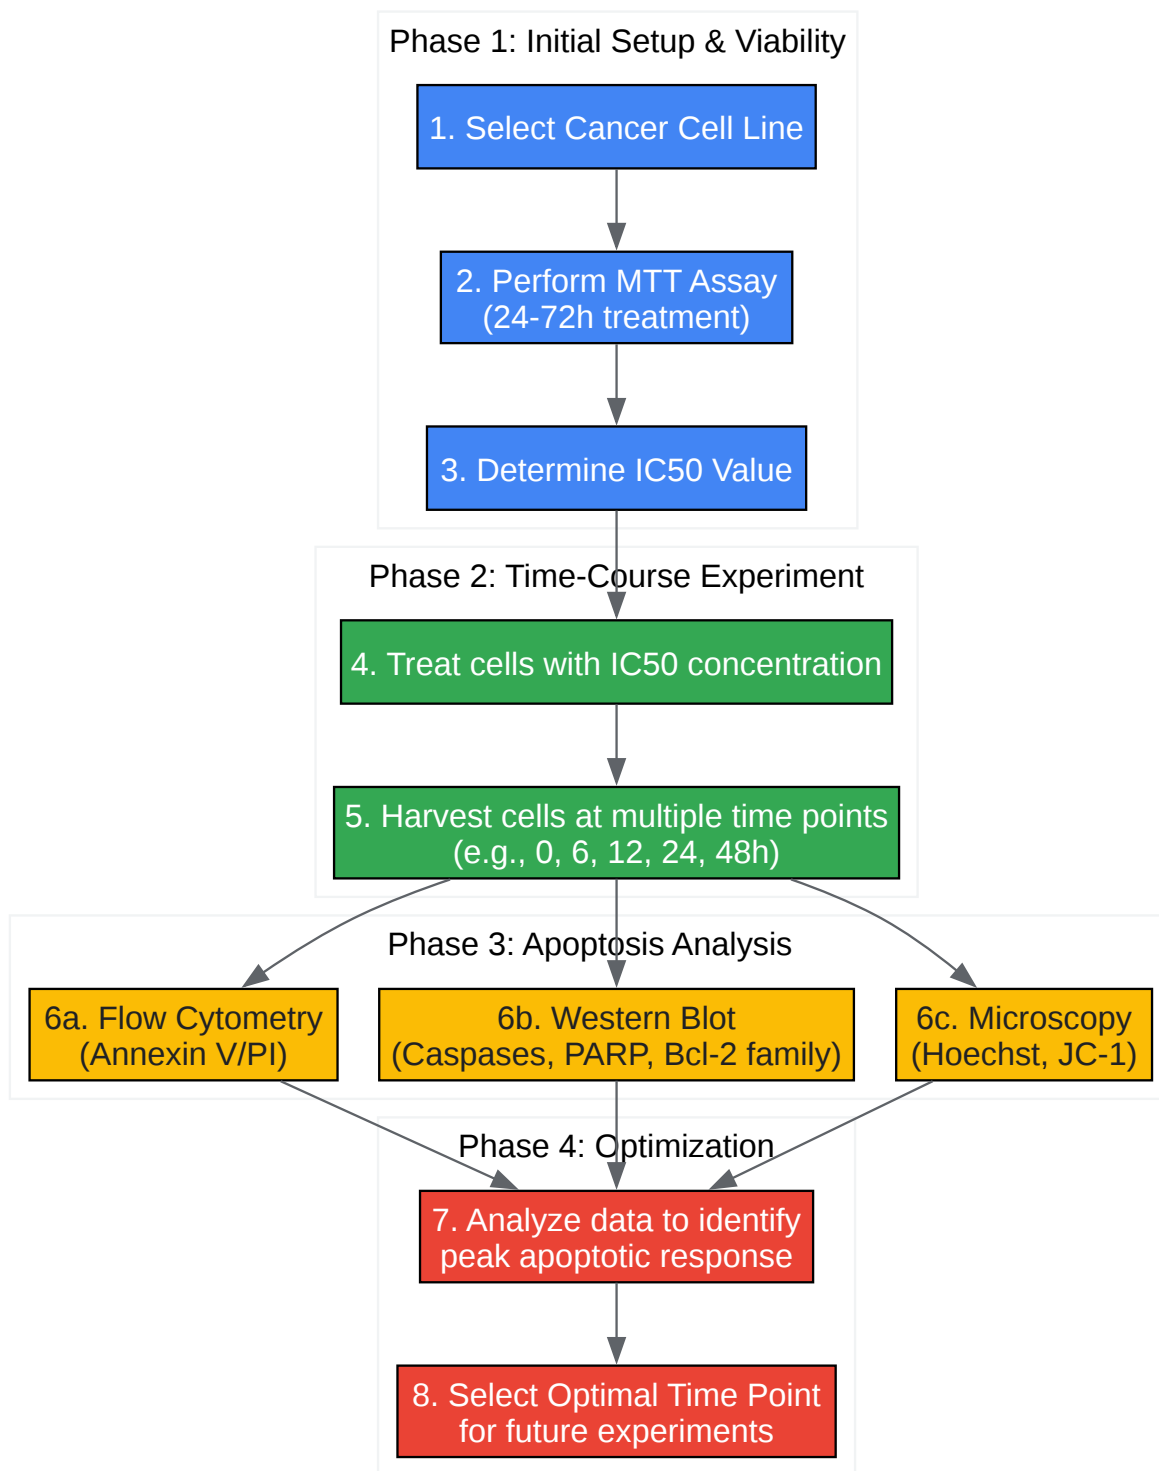 Phase 1: Initial Setup & Viability
1. Select Cancer Cell Line
2. Perform MTT Assay
(24-72h treatment)
3. Determine IC50 Value
Phase 2: Time-Course Experiment
4. Treat cells with IC50 concentration
5. Harvest cells at multiple time points
(e.g., 0, 6, 12, 24, 48h)
Phase 3: Apoptosis Analysis
6a. Flow Cytometry
(Annexin V/PI)
6b. Western Blot
(Caspases, PARP, Bcl-2 family)
6c. Microscopy
(Hoechst, JC-1)
Phase 4: Optimization
7. Analyze data to identify
peak apoptotic response
8. Select Optimal Time Point
for future experiments